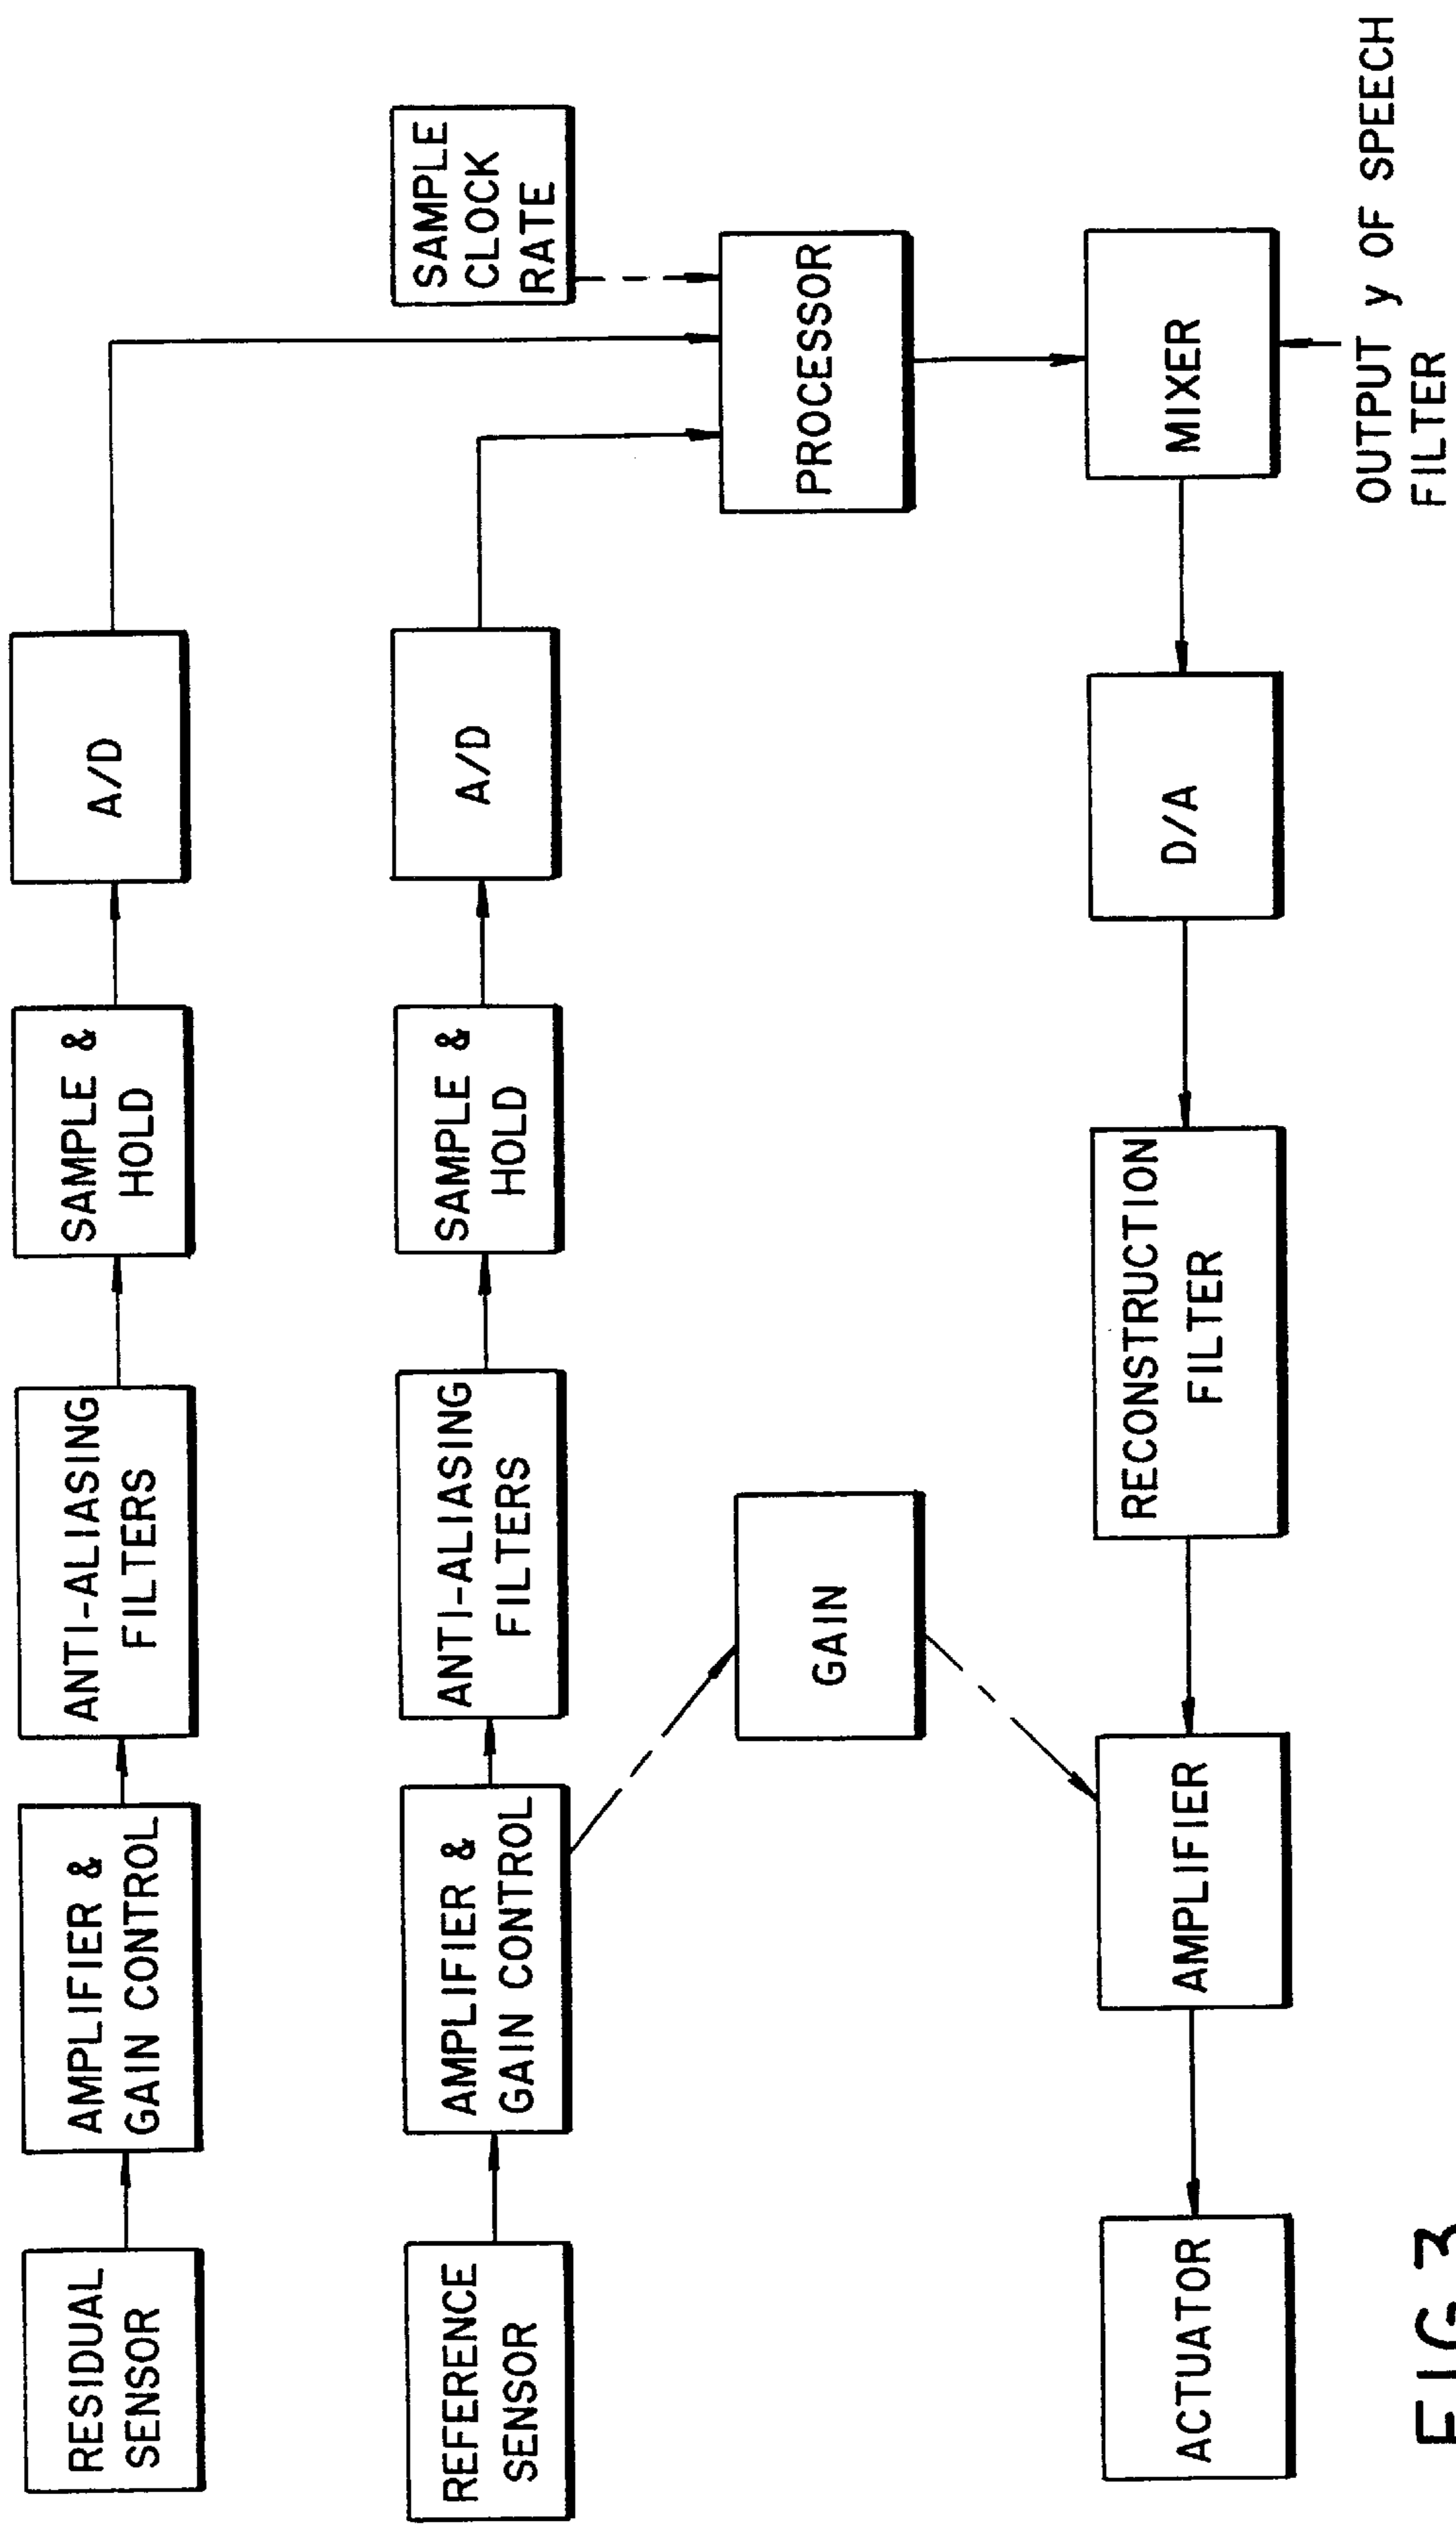 RESIDUAL
SENSOR
AMPLIFIER &
GAIN CONTROL
ANTI-ALIASING
FILTERS
SAMPLE &
HOLD
A/D
REFERENCE
SENSOR
AMPLIFIER &
GAIN CONTROL
ANTI-ALIASING
FILTERS
SAMPLE &
HOLD
A/D
SAMPLE
CLOCK
RATE
GAIN
PROCESSOR
ACTUATOR
AMPLIFIER
RECONSTRUCTION
FILTER
D/A
MIXER
OUTPUT y OF SPEECH
FILTER
FIG.3